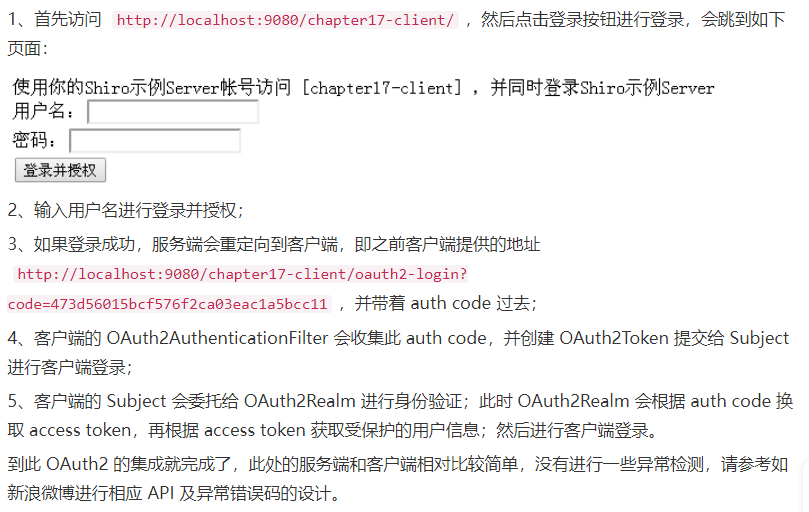 1、首先访问 http://localhost:9080/chapter17-client/ ，然后点击登录按钮进行登录，会跳到如下
页面：
使用你的Shiro示例Server帐号访问 [chapter17-client] ，并同时登录Shiro示例Server
用户名：
密码：
登录并授权
2、输入用户名进行登录并授权；
3、如果登录成功，服务端会重定向到客户端，即之前客户端提供的地址
http://localhost:9080/chapter17-client/oauth2-login?
code=473d56015bcf576f2ca03eac1a5bcc11 ，并带着 auth code 过去；
4、客户端的 OAuth2AuthenticationFilter 会收集此 auth code，并创建 OAuth2Token 提交给 Subject
进行客户端登录；
5、客户端的 Subject 会委托给 OAuth2Realm 进行身份验证；此时 OAuth2Realm 会根据 auth code 换
取 access token，再根据 access token 获取受保护的用户信息；然后进行客户端登录。
到此 OAuth2 的集成就完成了，此处的服务端和客户端相对比较简单，没有进行一些异常检测，请参考如
新浪微博进行相应 API 及异常错误码的设计。